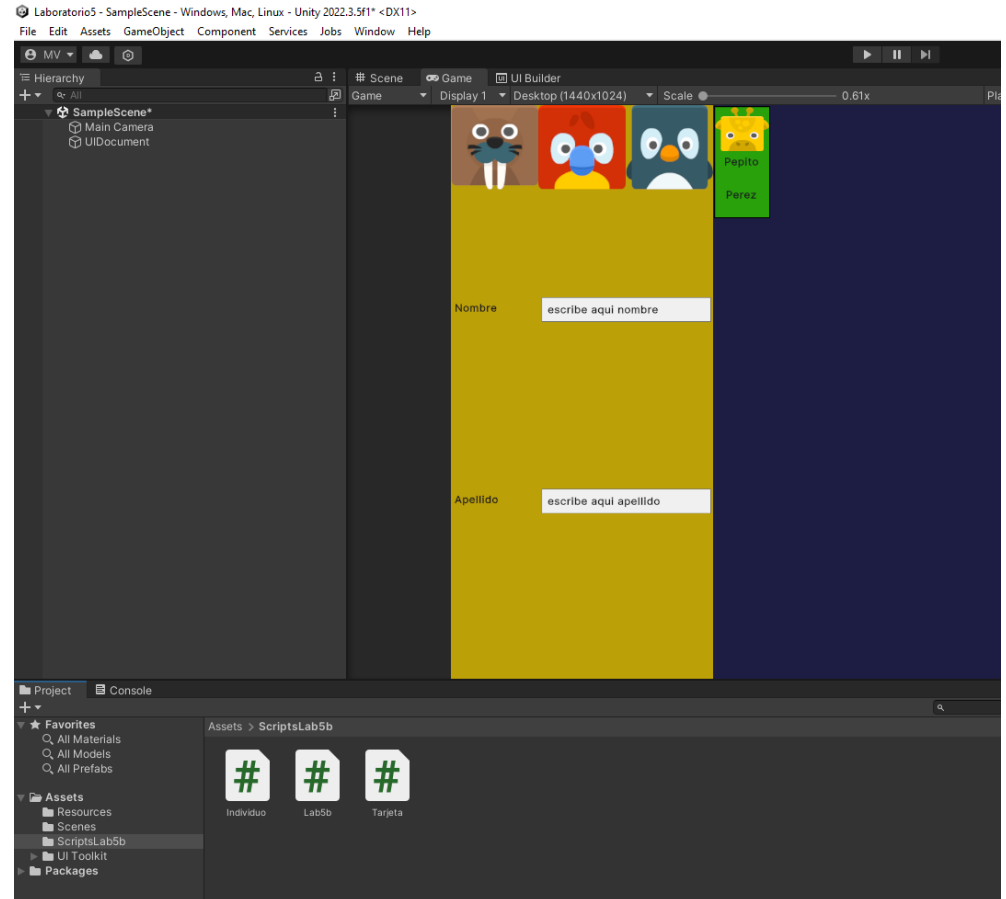 Laboratorio5 - SampleScene - Windows, Mac, Linux - Unity 2022.3.5f1* <DX11>
File Edit Assets GameObject Component Services Jobs Window Help
MV
Hierarchy
All
SampleScene*
Main Camera
UIDocument
# Scene Game UI Builder
Game Display 1 Desktop (1440x1024) Scale 0.61x Pla
Pepito
Perez
Nombre escribe aqui nombre
Apellido escribe aqui apellido
Project Console
Favorites
All Materials
All Models
All Prefabs
Assets
Resources
Scenes
ScriptsLab5b
UI Toolkit
Packages
Assets > ScriptsLab5b
# # #
Individuo Lab5b Tarjeta